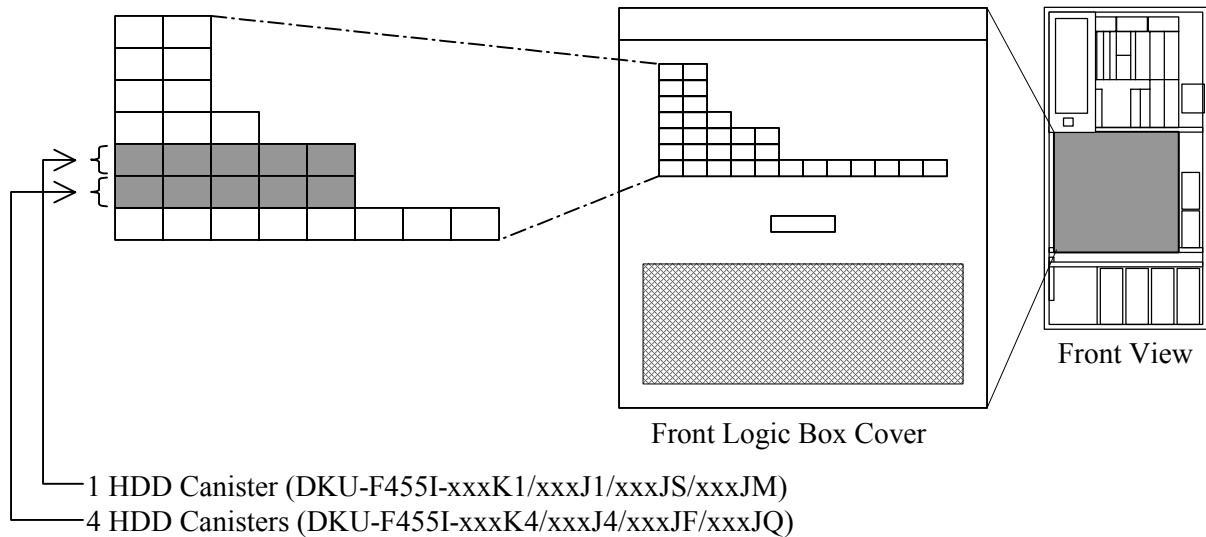 Front View
Front Logic Box Cover
1 HDD Canister (DKU-F455I-xxxK1/xxxJ1/xxxJS/xxxJM)
4 HDD Canisters (DKU-F455I-xxxK4/xxxJ4/xxxJF/xxxJQ)